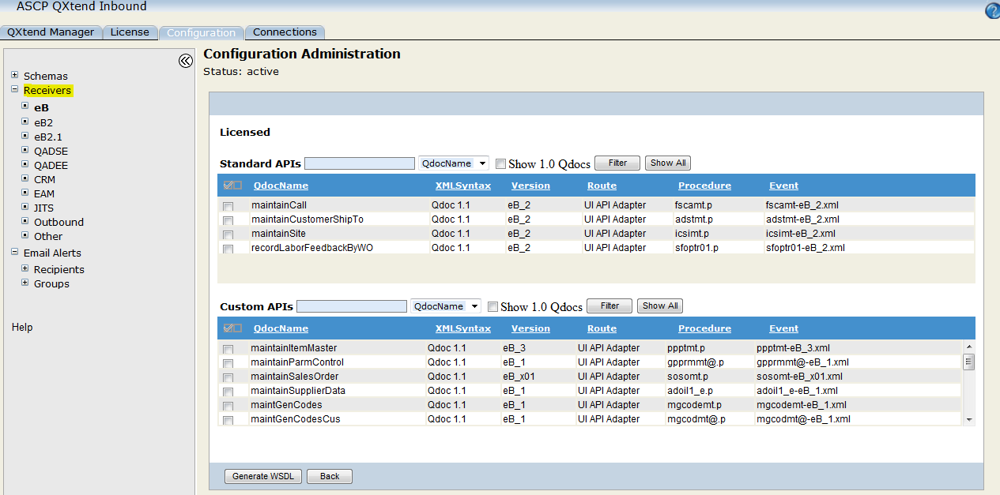 ASCP QXtend Inbound
QXtend Manager License Configuration Connections
Configuration Administration
Status: active
Schemas
Receivers
eB
eB2
eB2.1
QADSE
QADEE
CRM
EAM
JITS
Outbound
Other
Email Alerts
Recipients
Groups
Help
Licensed
Standard APIs QdocName Show 1.0 Qdocs Filter Show All
QdocName XMLSyntax Version Route Procedure Event
maintainCall Qdoc 1.1 eB_2 UI API Adapter fscamt.p fscamt-eB_2.xml
maintainCustomerShipTo Qdoc 1.1 eB_2 UI API Adapter adstmt.p adstmt-eB_2.xml
maintainSite Qdoc 1.1 eB_2 UI API Adapter icsimt.p icsimt-eB_2.xml
recordLaborFeedbackByWO Qdoc 1.1 eB_2 UI API Adapter sfoptr01.p sfoptr01-eB_2.xml
Custom APIs QdocName Show 1.0 Qdocs Filter Show All
QdocName XMLSyntax Version Route Procedure Event
maintainItemMaster Qdoc 1.1 eB_3 UI API Adapter ppptmt.p ppptmt-eB_3.xml
maintainParmControl Qdoc 1.1 eB_1 UI API Adapter gpprmmt@.p gpprmmt@-eB_1.xml
maintainSalesOrder Qdoc 1.1 eB_x01 UI API Adapter sosomt.p sosomt-eB_x01.xml
maintainSupplierData Qdoc 1.1 eB_1 UI API Adapter adoil1_e.p adoil1_e-eB_1.xml
maintGenCodes Qdoc 1.1 eB_1 UI API Adapter mgcodemt.p mgcodemt-eB_1.xml
maintGenCodesCus Qdoc 1.1 eB_1 UI API Adapter mgcodmt@.p mgcodmt@-eB_1.xml
Generate WSDL Back